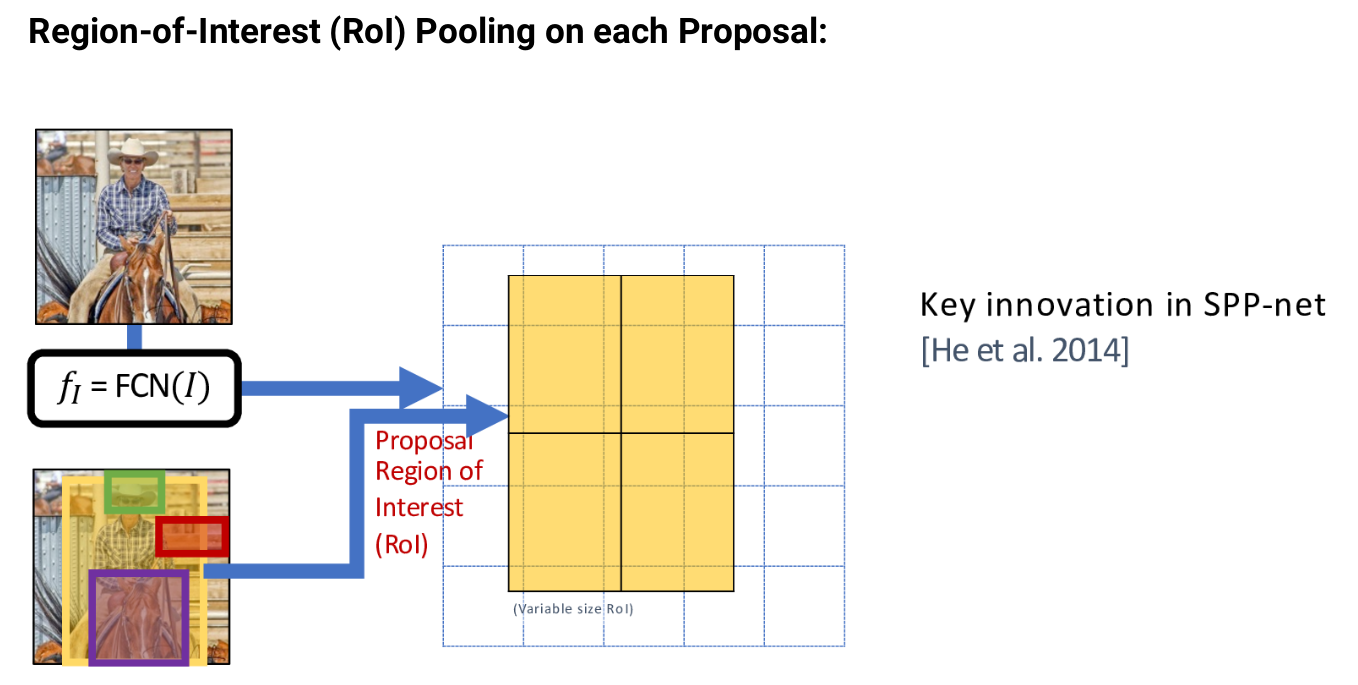 Region-of-Interest (RoI) Pooling on each Proposal:
f_I = FCN(I)
Proposal
Region of
Interest
(RoI)
(Variable size RoI)
Key innovation in SPP-net
[He et al. 2014]